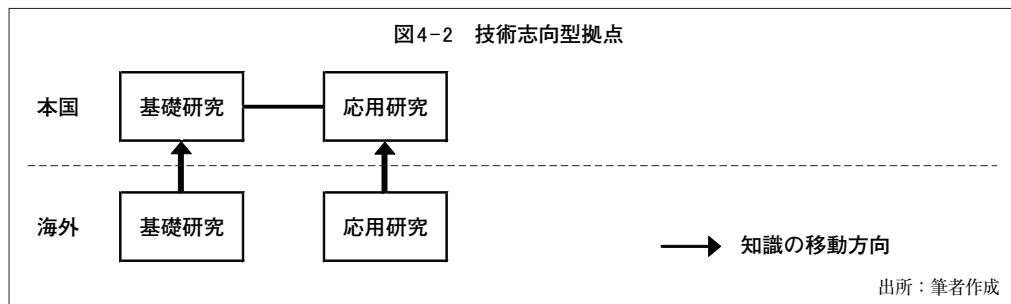 図4-2 技術志向型拠点
本国
基礎研究
応用研究
海外
基礎研究
応用研究
知識の移動方向
出所：筆者作成